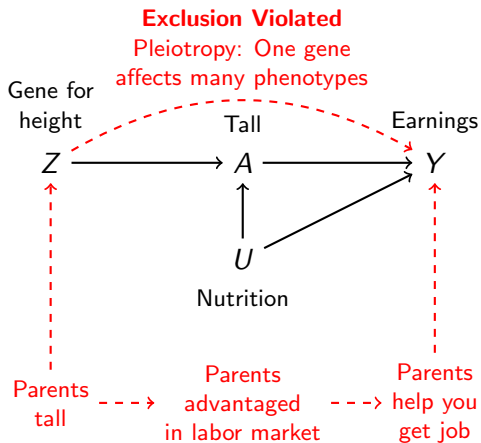 Exclusion Violated
Pleiotropy: One gene
affects many phenotypes
Gene for
height
Tall
Earnings
Z
A
Y
U
Nutrition
Parents
tall
Parents
advantaged
in labor market
Parents
help you
get job